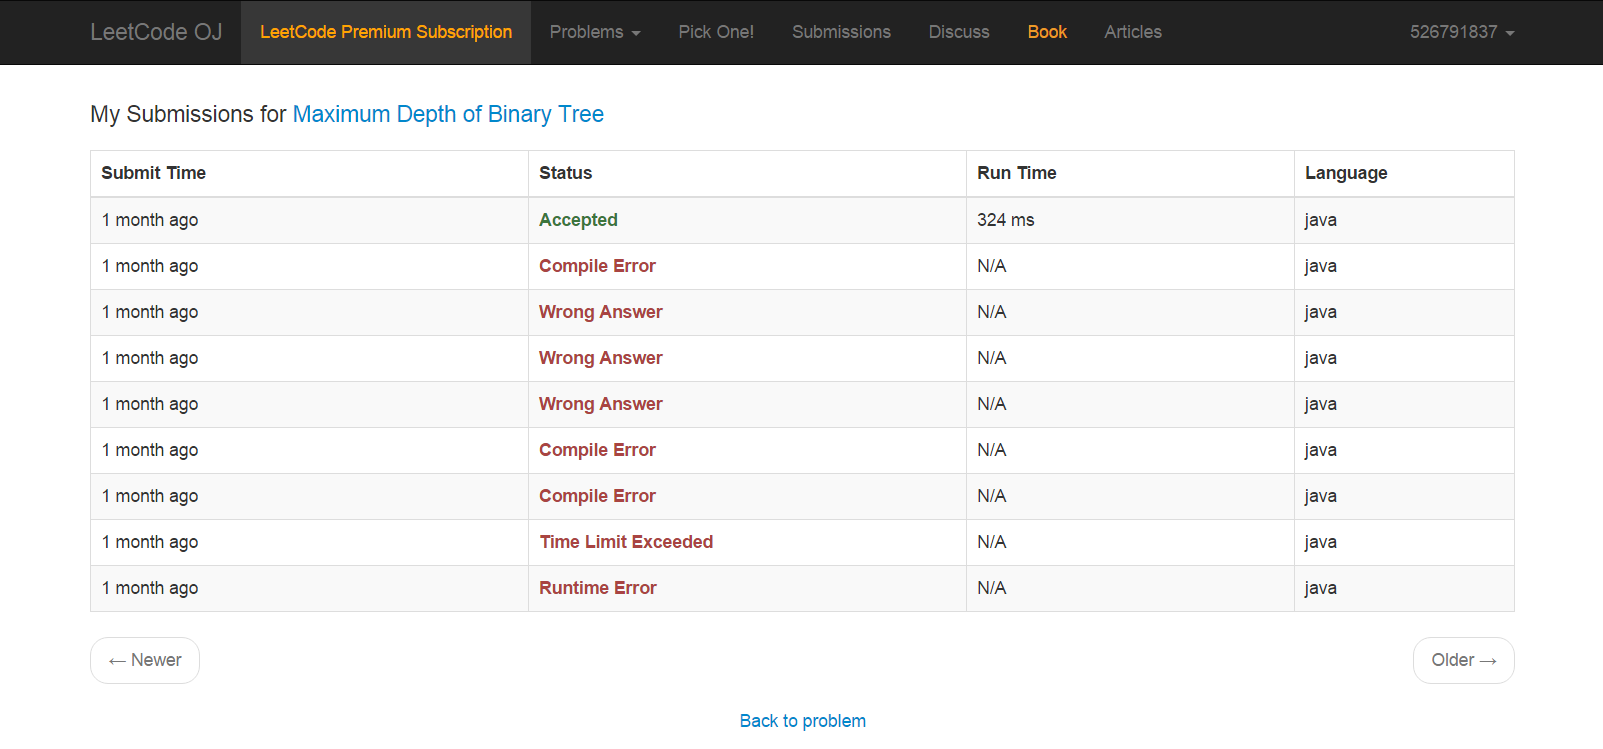 LeetCode OJ LeetCode Premium Subscription Problems Pick One! Submissions Discuss Book Articles 526791837
My Submissions for Maximum Depth of Binary Tree
Submit Time Status Run Time Language
1 month ago Accepted 324 ms java
1 month ago Compile Error N/A java
1 month ago Wrong Answer N/A java
1 month ago Wrong Answer N/A java
1 month ago Wrong Answer N/A java
1 month ago Compile Error N/A java
1 month ago Compile Error N/A java
1 month ago Time Limit Exceeded N/A java
1 month ago Runtime Error N/A java
← Newer Older →
Back to problem